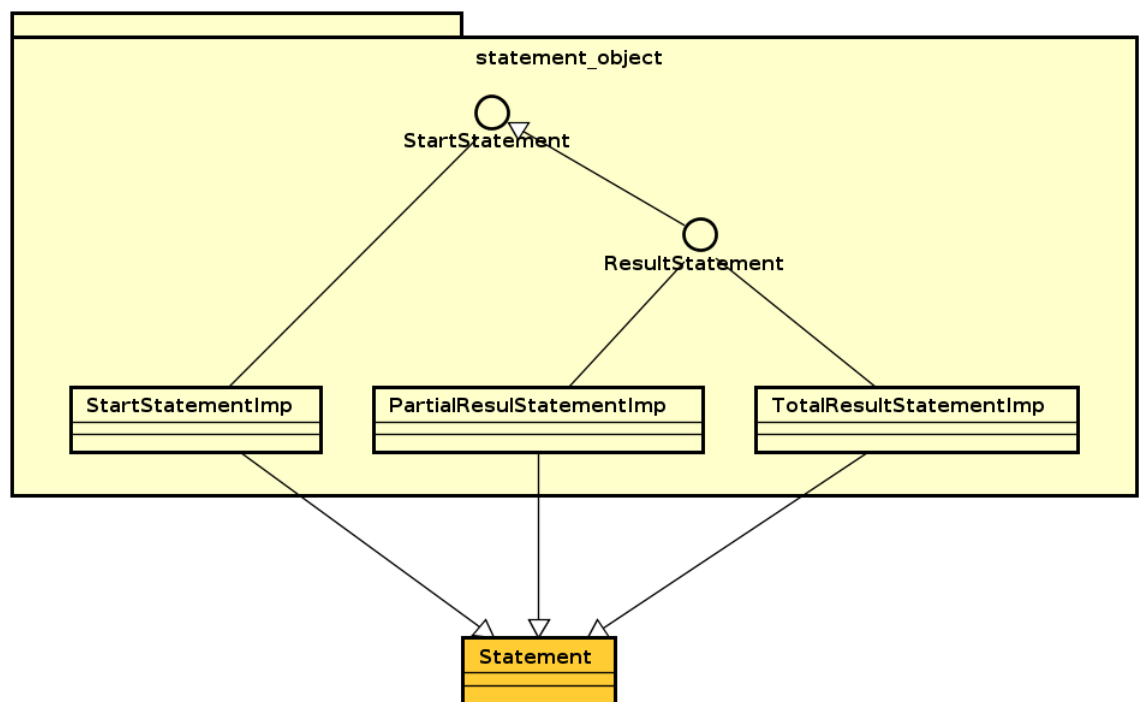 statement_object
StartStatement
ResultStatement
StartStatementImp
PartialResulStatementImp
TotalResultStatementImp
Statement